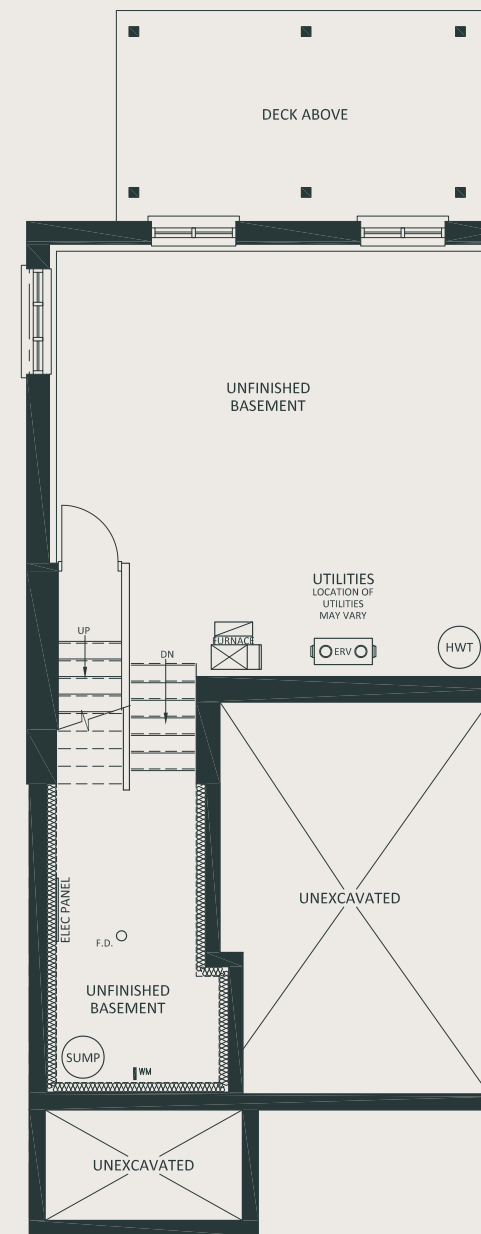 DECK ABOVE
UNFINISHED
BASEMENT
UTILITIES
LOCATION OF
UTILITIES
MAY VARY
UP
DN
FURNACE
ERV
HWT
ELEC PANEL
F.D.
UNEXCAVATED
UNFINISHED
BASEMENT
SUMP
WM
UNEXCAVATED